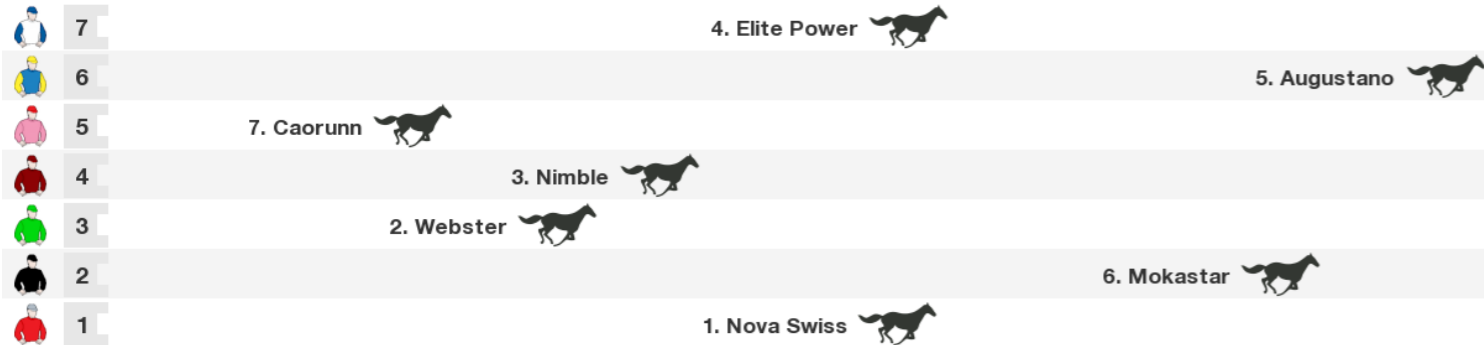 7 4. Elite Power
6 5. Augustano
5 7. Caorunn
4 3. Nimble
3 2. Webster
2 6. Mokastar
1 1. Nova Swiss